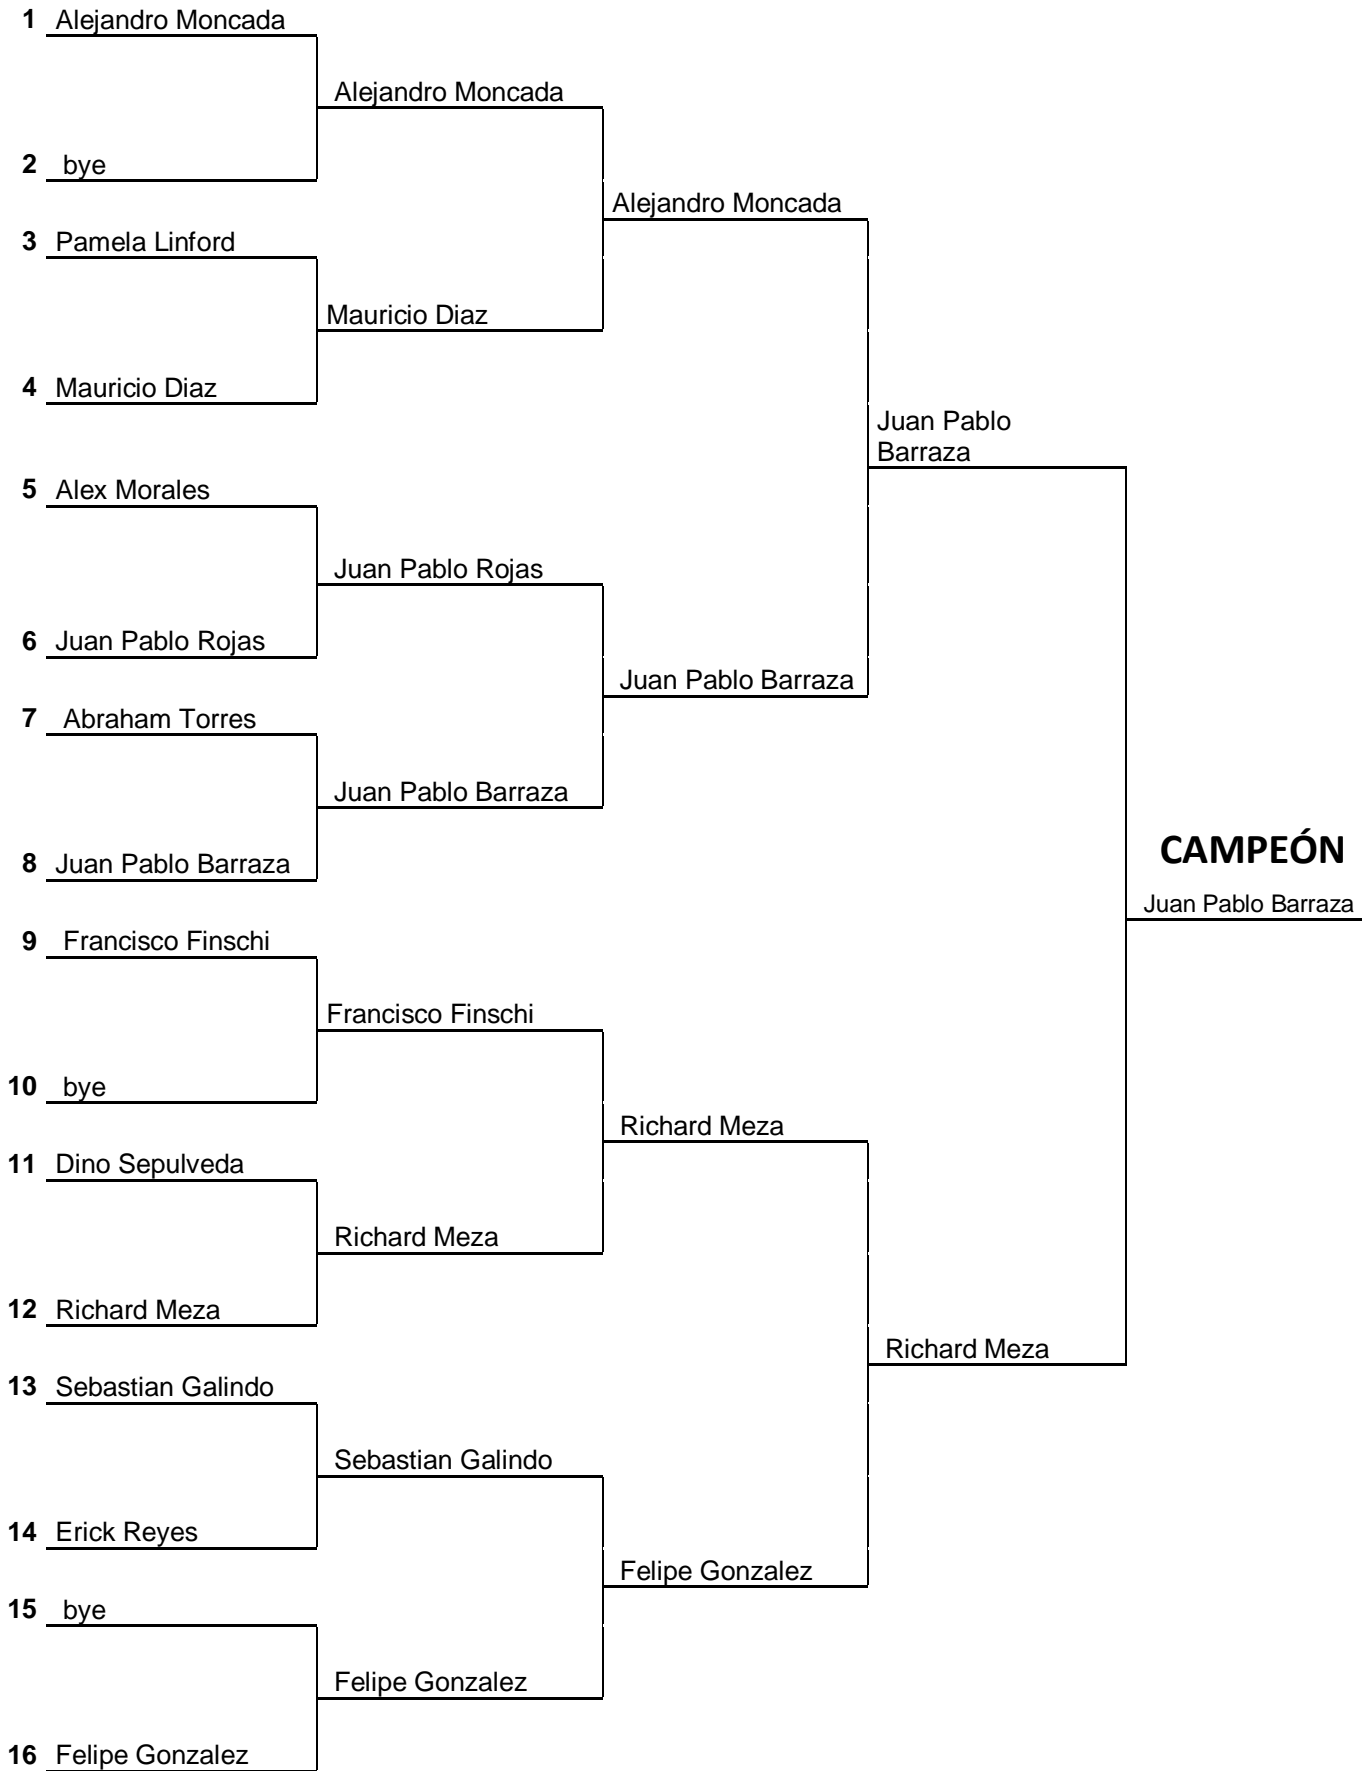 1 Alejandro Moncada
Alejandro Moncada
2 bye
Alejandro Moncada
3 Pamela Linford
Mauricio Diaz
4 Mauricio Diaz
Juan Pablo
Barraza
5 Alex Morales
Juan Pablo Rojas
6 Juan Pablo Rojas
Juan Pablo Barraza
7 Abraham Torres
Juan Pablo Barraza
8 Juan Pablo Barraza
CAMPEÓN
Juan Pablo Barraza
9 Francisco Finschi
Francisco Finschi
10 bye
Richard Meza
11 Dino Sepulveda
Richard Meza
12 Richard Meza
Richard Meza
13 Sebastian Galindo
Sebastian Galindo
14 Erick Reyes
Felipe Gonzalez
15 bye
Felipe Gonzalez
16 Felipe Gonzalez